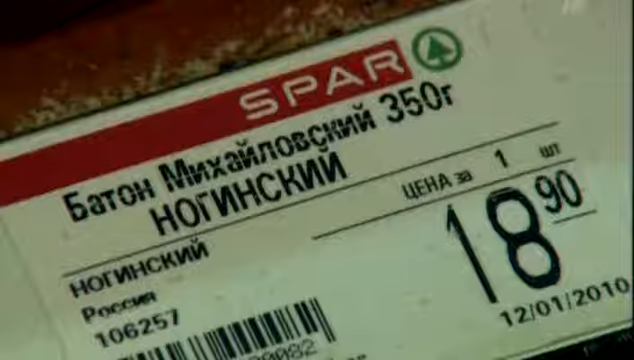 SPAR
Батон Михайловский 350г
НОГИНСКИЙ
ЦЕНА за 1 шт
18 90
НОГИНСКИЙ
Россия
106257
12/01/2010